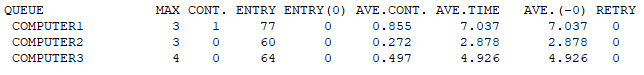 QUEUE MAX CONT. ENTRY ENTRY(0) AVE.CONT. AVE.TIME AVE.(-0) RETRY
COMPUTER1 3 1 77 0 0.855 7.037 7.037 0
COMPUTER2 3 0 60 0 0.272 2.878 2.878 0
COMPUTER3 4 0 64 0 0.497 4.926 4.926 0